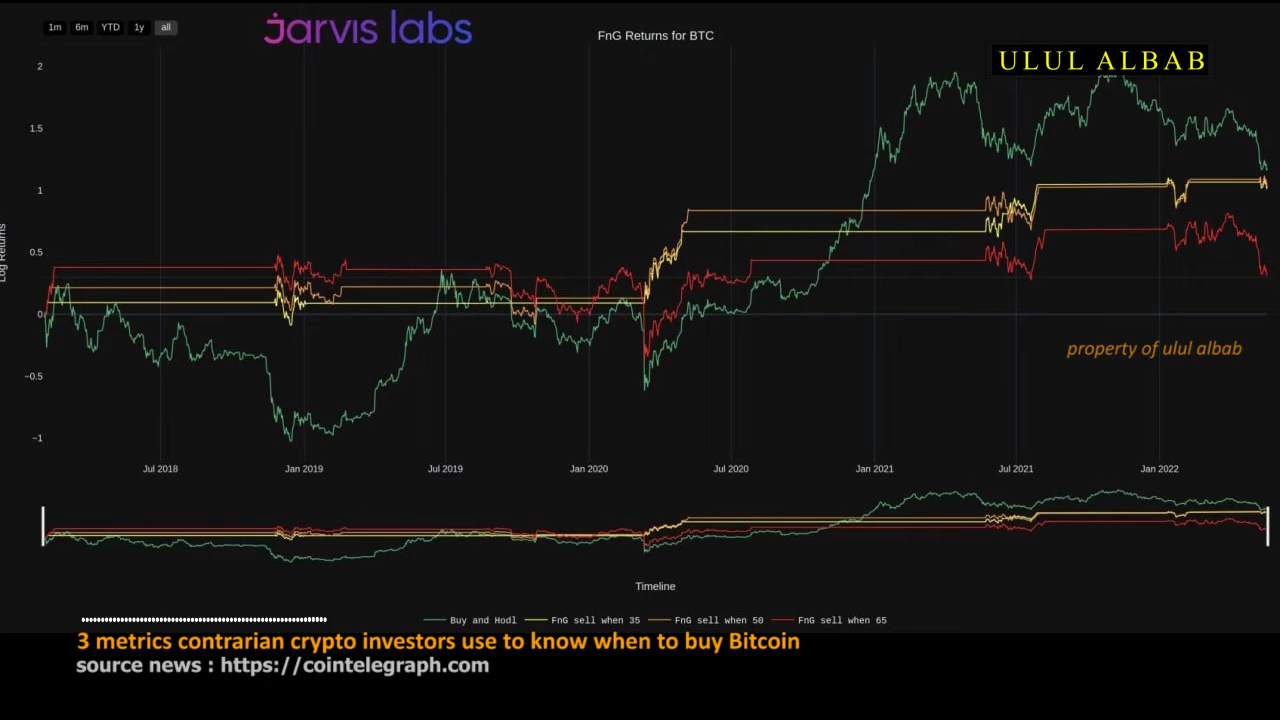 1m 6m YTD 1y all
jarvis labs
FnG Returns for BTC
ULUL ALBAB
2
1.5
1
0.5
0
−0.5
−1
Log Returns
property of ulul albab
Jul 2018 Jan 2019 Jul 2019 Jan 2020 Jul 2020 Jan 2021 Jul 2021 Jan 2022
Timeline
Buy and Hodl FnG sell when 35 FnG sell when 50 FnG sell when 65
3 metrics contrarian crypto investors use to know when to buy Bitcoin
source news : https://cointelegraph.com